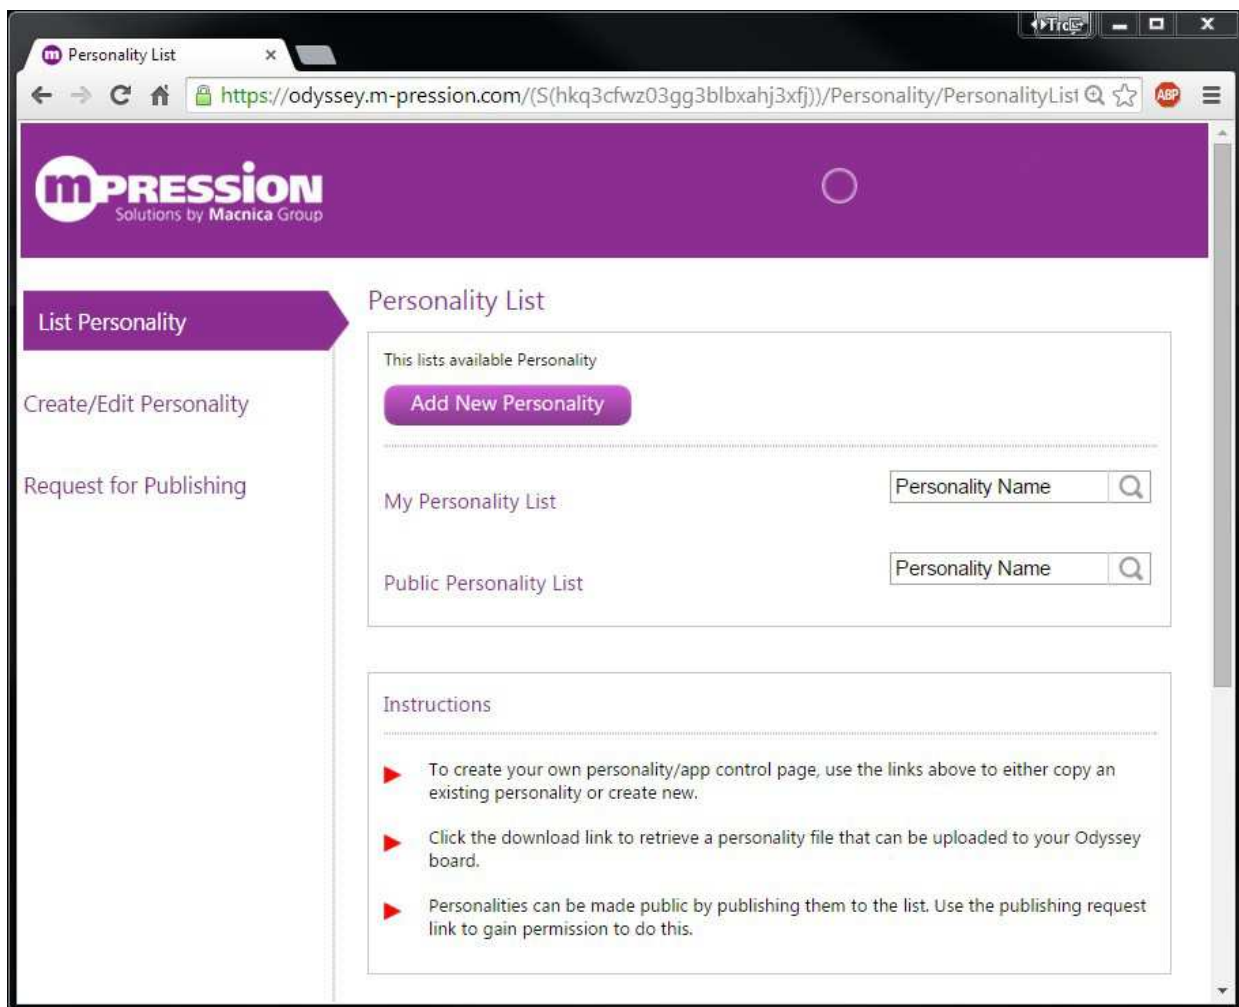 Personality List
https://odyssey.m-pression.com/(S(hkq3cfwz03gg3blbxahj3xfj))/Personality/PersonalityList
ABP
mPRESSION
Solutions by Macnica Group
List Personality
Create/Edit Personality
Request for Publishing
Personality List
This lists available Personality
Add New Personality
My Personality List
Personality Name
Public Personality List
Personality Name
Instructions
To create your own personality/app control page, use the links above to either copy an
existing personality or create new.
Click the download link to retrieve a personality file that can be uploaded to your Odyssey
board.
Personalities can be made public by publishing them to the list. Use the publishing request
link to gain permission to do this.